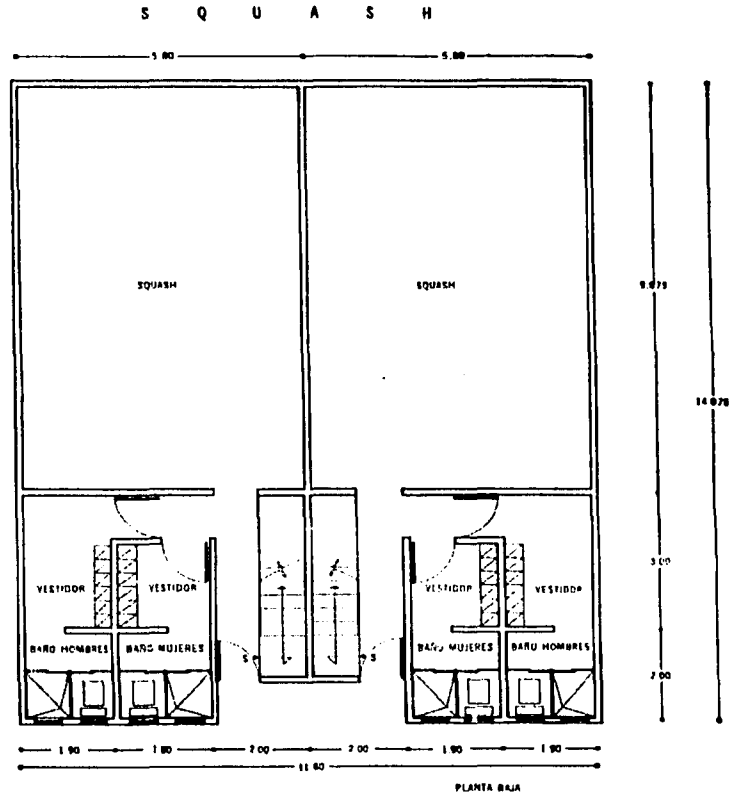 S Q U A S H
5.80 5.80
SQUASH SQUASH
9.075
14.075
3.00
VESTIDOR VESTIDOR VESTIDOR VESTIDOR
BAÑO HOMBRES BAÑO MUJERES BAÑO MUJERES BAÑO HOMBRES
S S
2.00
1.90 1.90 2.00 2.00 1.90 1.90
11.60
PLANTA BAJA